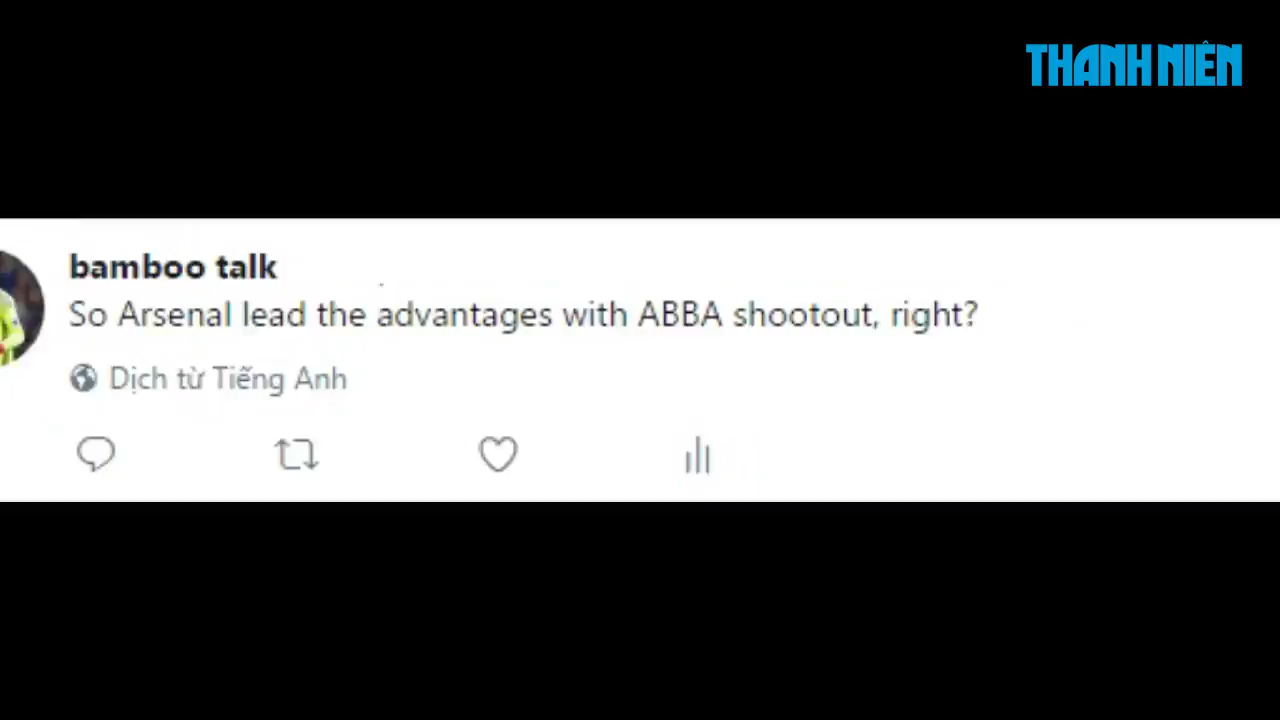 THANH NIÊN
bamboo talk
So Arsenal lead the advantages with ABBA shootout, right?
Dịch từ Tiếng Anh